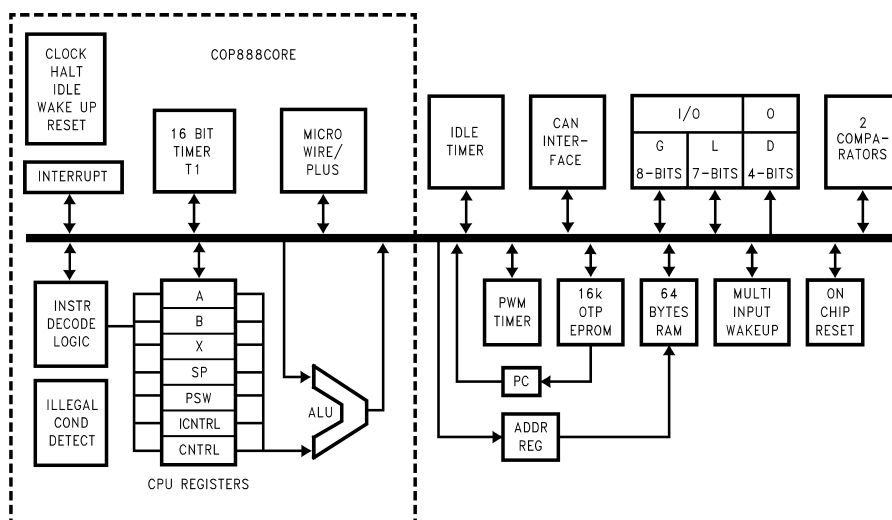 COP888CORE
CLOCK
HALT
IDLE
WAKE UP
RESET
INTERRUPT
16 BIT
TIMER
T1
MICRO
WIRE/
PLUS
IDLE
TIMER
CAN
INTER-
FACE
I/O
O
G
L
D
8-BITS
7-BITS
4-BITS
2
COMPA-
RATORS
INSTR
DECODE
LOGIC
ILLEGAL
COND
DETECT
A
B
X
SP
PSW
ICNTRL
CNTRL
CPU REGISTERS
ALU
PWM
TIMER
16k
OTP
EPROM
64
BYTES
RAM
MULTI
INPUT
WAKEUP
ON
CHIP
RESET
PC
ADDR
REG